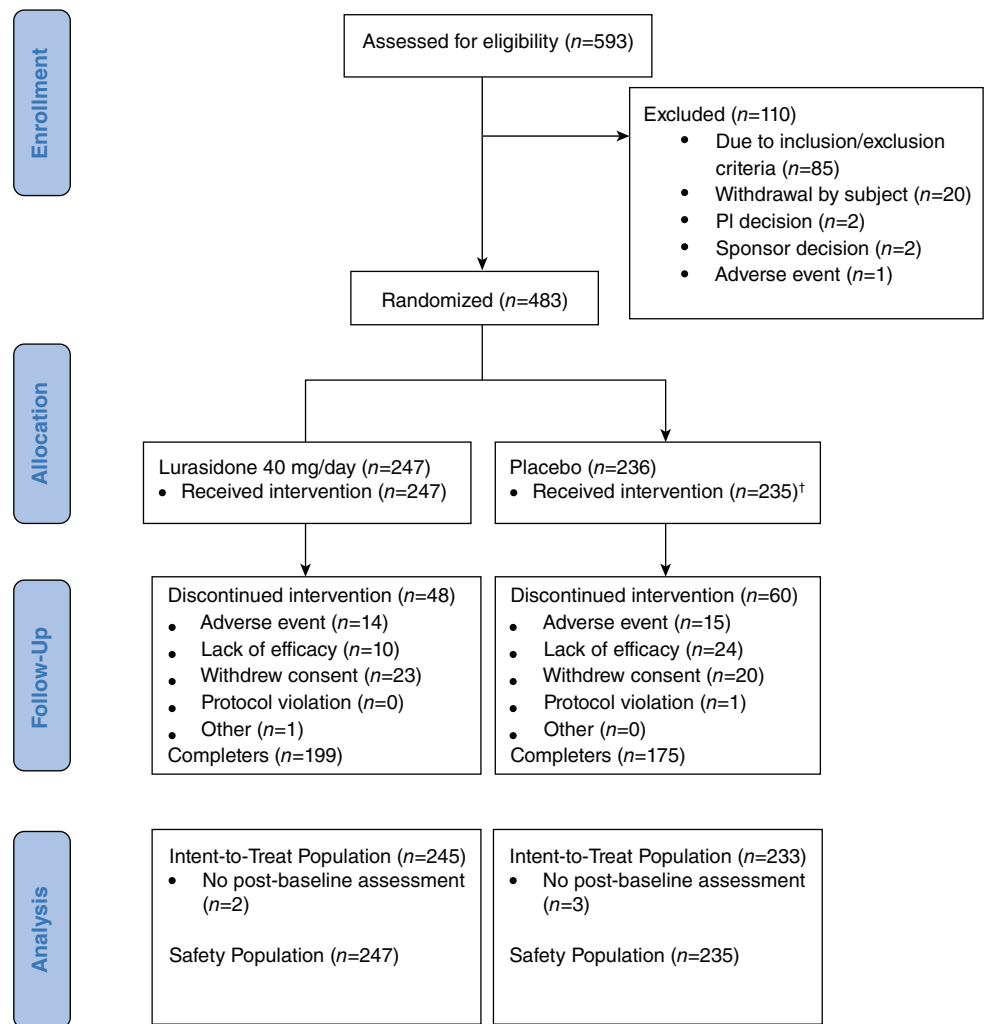 Enrollment
Assessed for eligibility (n=593)
Excluded (n=110)
• Due to inclusion/exclusion
criteria (n=85)
• Withdrawal by subject (n=20)
• PI decision (n=2)
• Sponsor decision (n=2)
• Adverse event (n=1)
Randomized (n=483)
Allocation
Lurasidone 40 mg/day (n=247)
• Received intervention (n=247)
Placebo (n=236)
• Received intervention (n=235)†
Follow-Up
Discontinued intervention (n=48)
• Adverse event (n=14)
• Lack of efficacy (n=10)
• Withdrew consent (n=23)
• Protocol violation (n=0)
• Other (n=1)
Completers (n=199)
Discontinued intervention (n=60)
• Adverse event (n=15)
• Lack of efficacy (n=24)
• Withdrew consent (n=20)
• Protocol violation (n=1)
• Other (n=0)
Completers (n=175)
Analysis
Intent-to-Treat Population (n=245)
• No post-baseline assessment
(n=2)
Safety Population (n=247)
Intent-to-Treat Population (n=233)
• No post-baseline assessment
(n=3)
Safety Population (n=235)